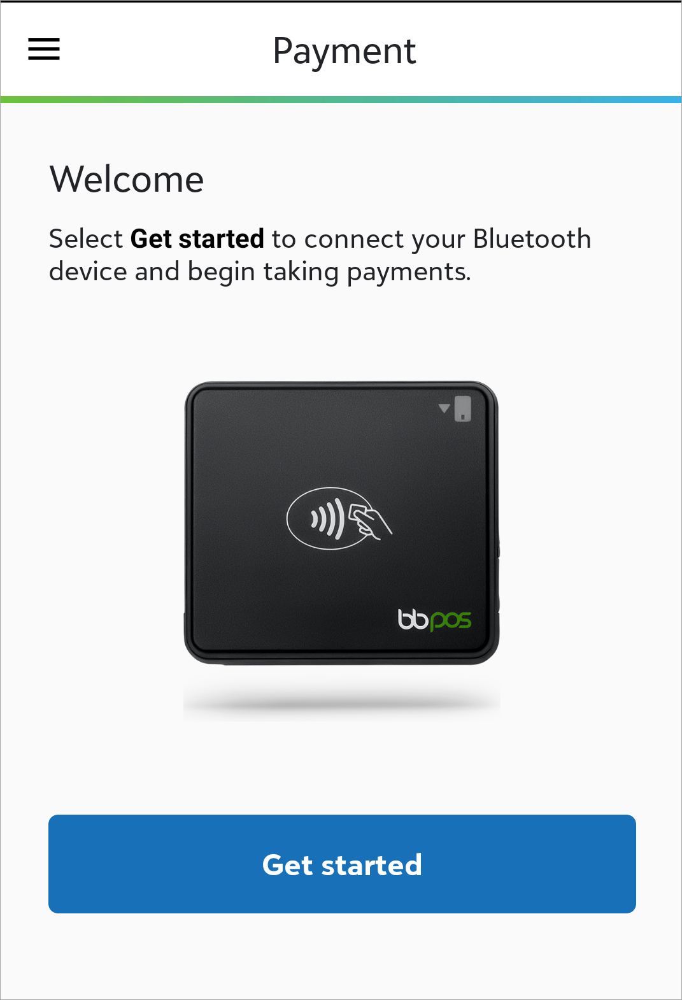 Payment
Welcome
Select Get started to connect your Bluetooth
device and begin taking payments.
bbpos
Get started